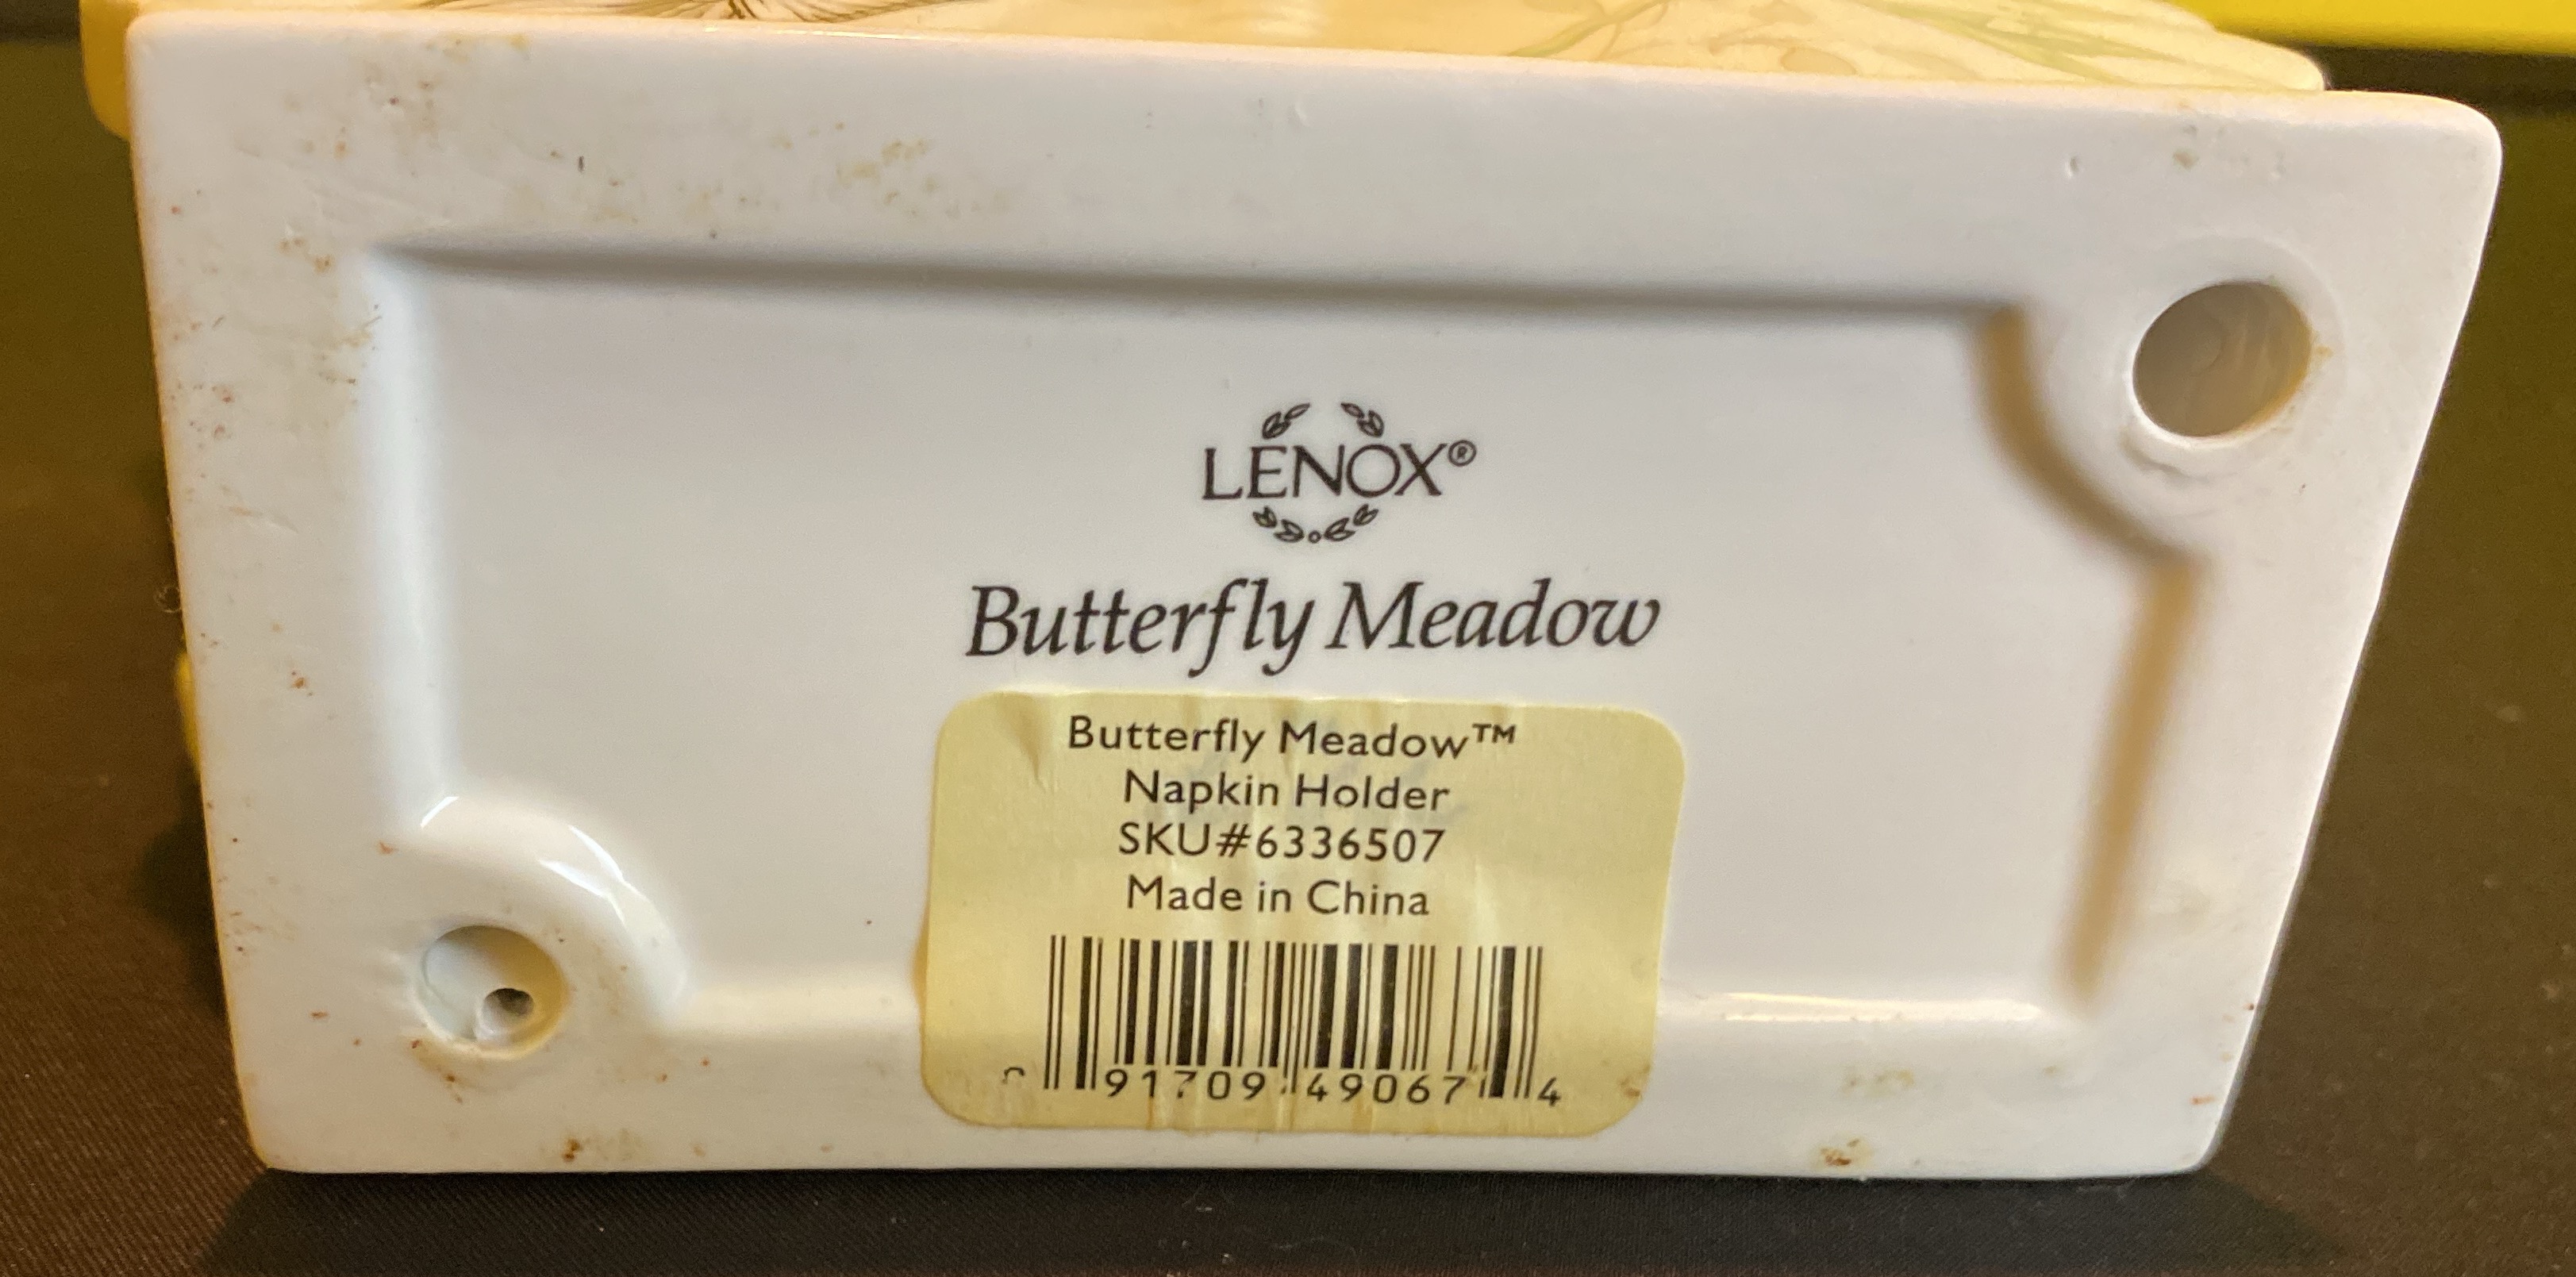 LENOX®
Butterfly Meadow
Butterfly Meadow™
Napkin Holder
SKU#6336507
Made in China
91709 49067 4